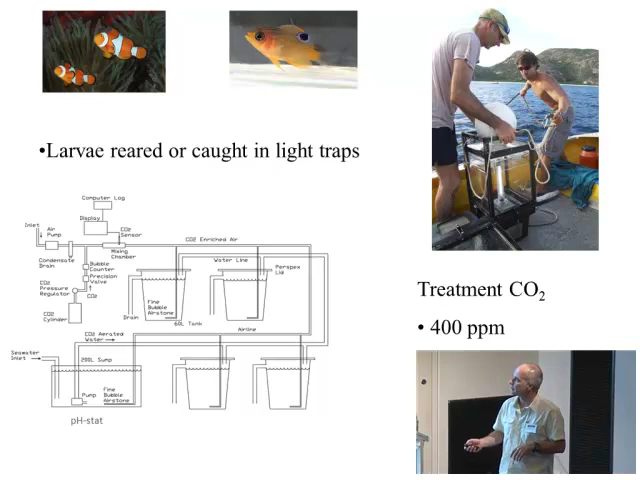 •Larvae reared or caught in light traps
Computer Log
Display
Inlet
Air
Pump
CO2
Sensor
CO2 Enriched Air
Mixing
Chamber
Condensate
Drain
Bubble
Counter
Precision
Valve
Water Line
Perspex
Lid
CO2
Pressure
Regulator
CO2
CO2
Cylinder
Drain
Fine
Bubble
Airstone
60L Tank
CO2 Aerated
Water
Airline
Seawater
Inlet
200L Sump
Pump
Fine
Bubble
Airstone
pH-stat
Treatment CO2
• 400 ppm